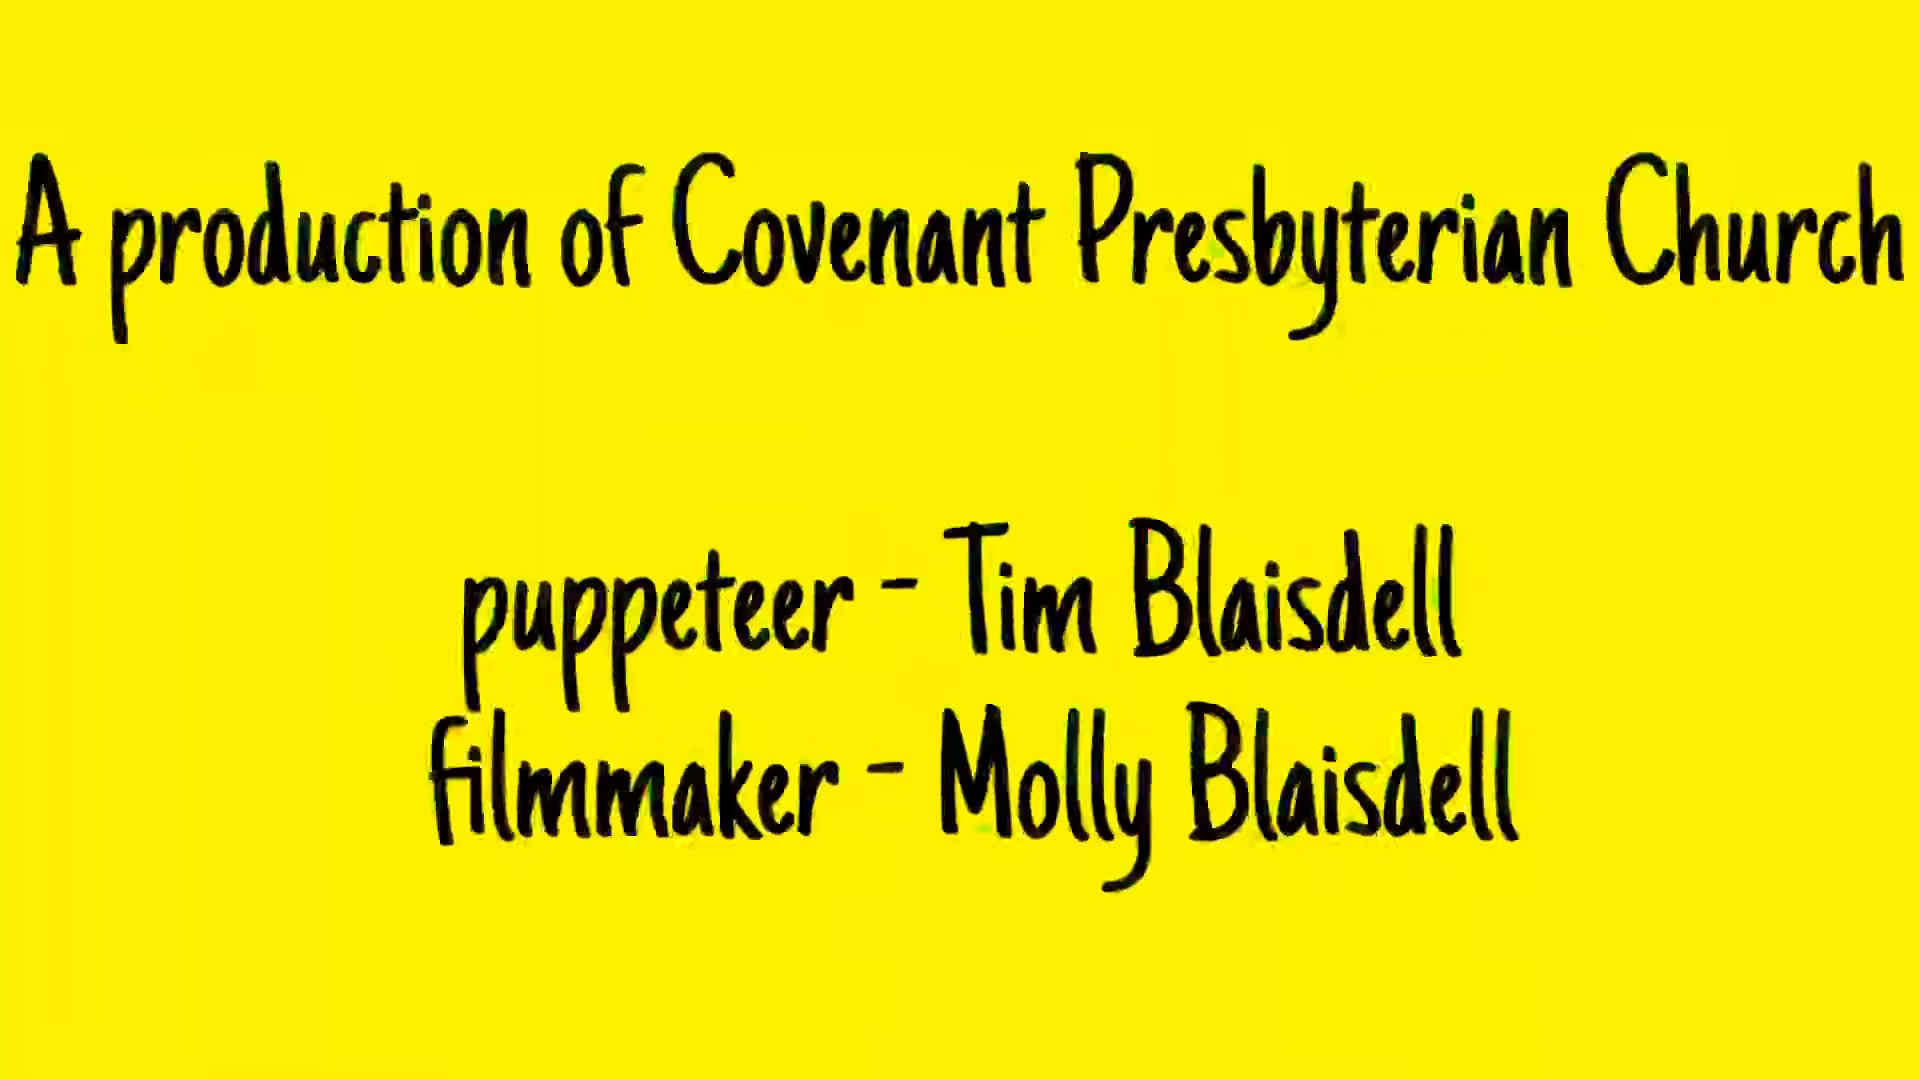 A production of Covenant Presbyterian Church
puppeteer - Tim Blaisdell
filmmaker - Molly Blaisdell